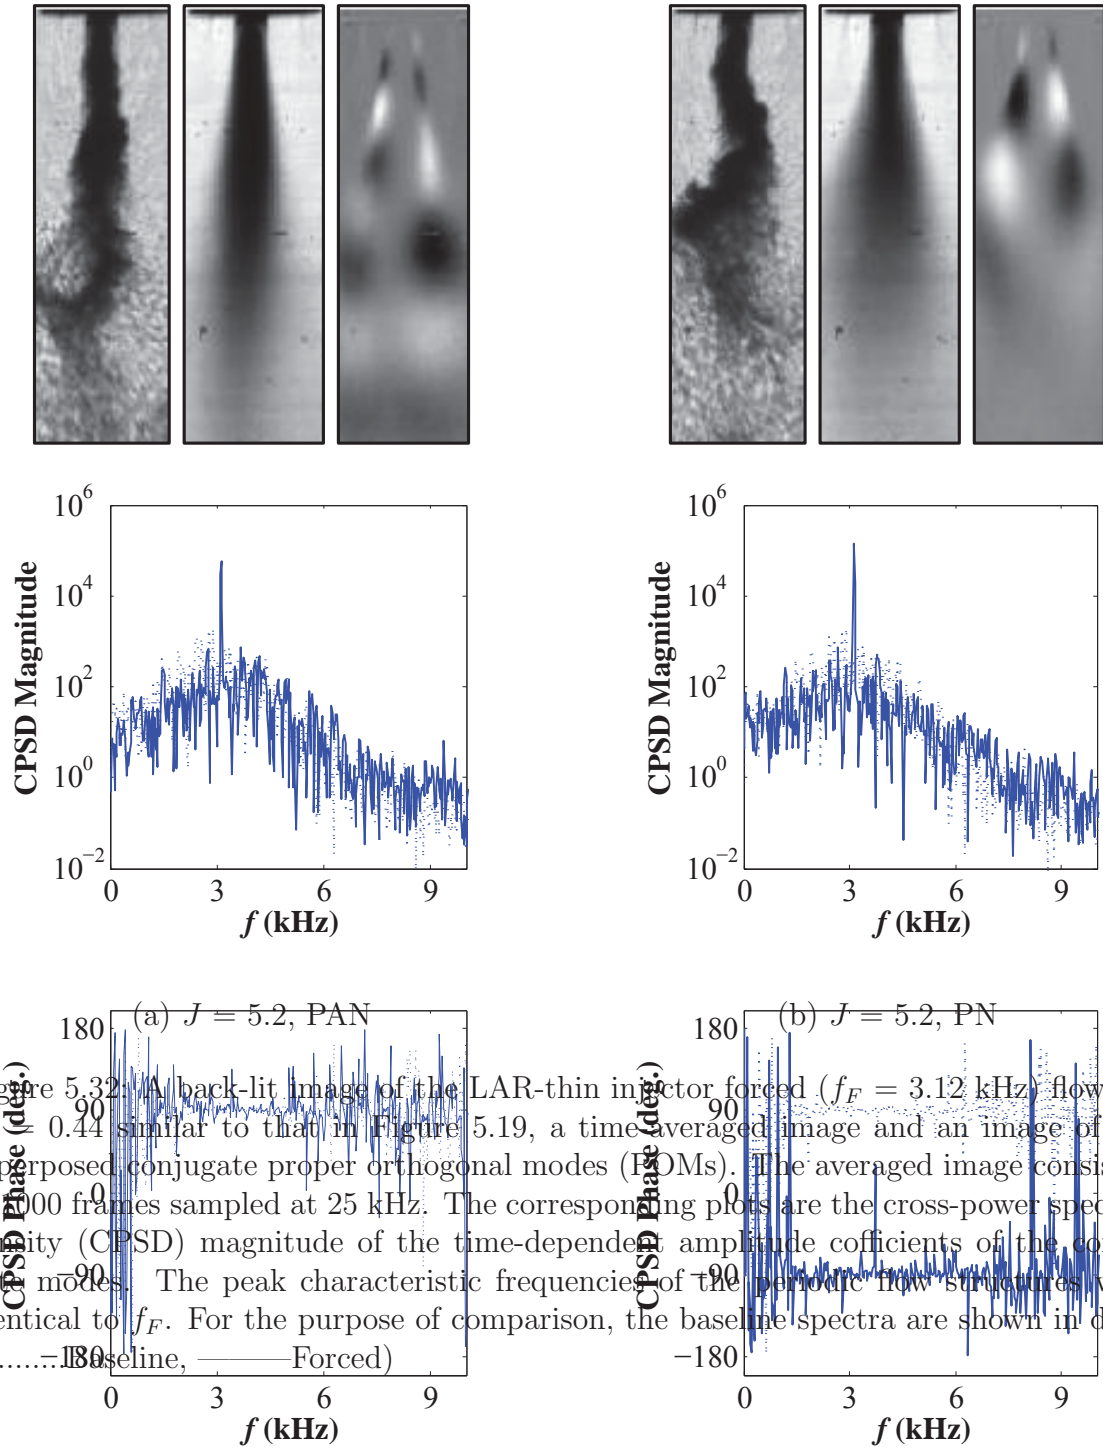 10^6
10^4
10^2
10^0
10^−2
CPSD Magnitude
0 3 6 9
f (kHz)
10^6
10^4
10^2
10^0
10^−2
CPSD Magnitude
0 3 6 9
f (kHz)
(a) J = 5.2, PAN
(b) J = 5.2, PN
180
90
0
−90
−180
CPSD Phase (deg.)
0 3 6 9
f (kHz)
180
90
0
−90
−180
CPSD Phase (deg.)
0 3 6 9
f (kHz)
5.32: A back-lit image of the LAR-thin injector forced (f_F = 3.12 kHz) flow
= 0.44 similar to that in Figure 5.19, a time-averaged image and an image of
conjugate proper orthogonal modes (POMs). The averaged image
frames sampled at 25 kHz. The corresponding plots are the cross-power
(CPSD) magnitude of the time-dependent amplitude cofficients of the
modes. The peak characteristic frequencies of the periodic flow structures
to f_F. For the purpose of comparison, the baseline spectra are shown in
Baseline, ———Forced)